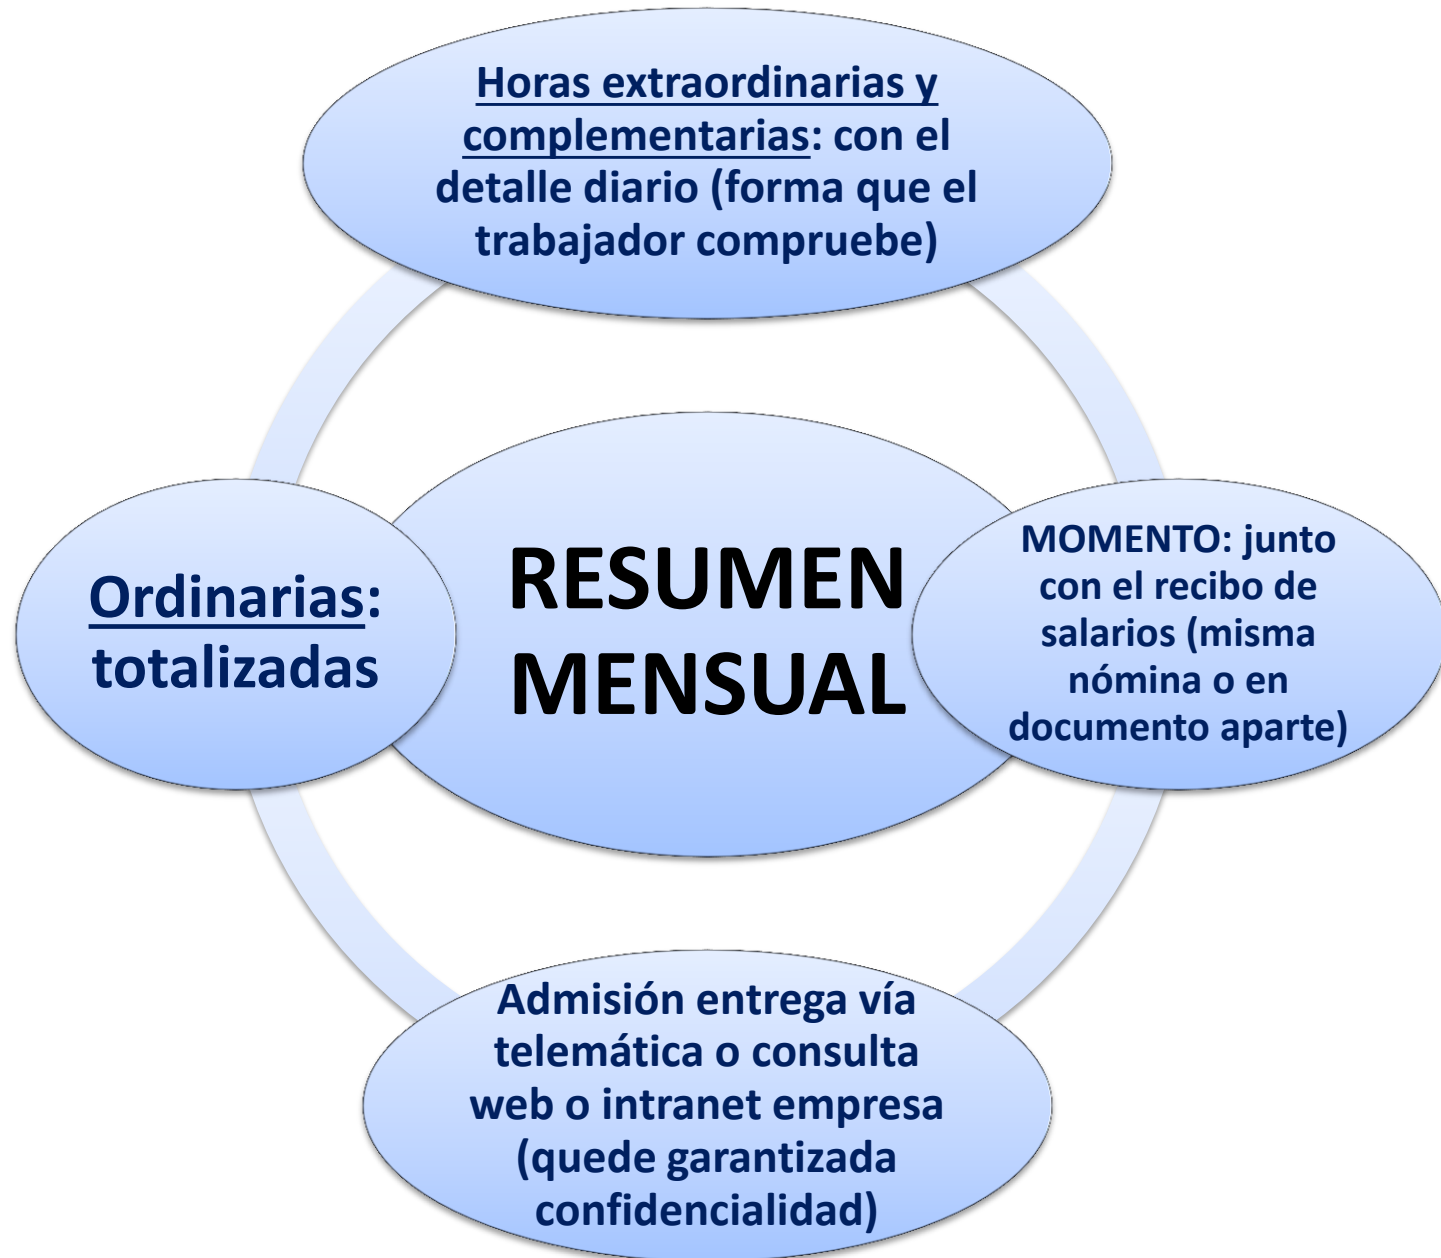 Horas extraordinarias y
complementarias: con el
detalle diario (forma que el
trabajador compruebe)
Ordinarias:
totalizadas
RESUMEN
MENSUAL
MOMENTO: junto
con el recibo de
salarios (misma
nómina o en
documento aparte)
Admisión entrega vía
telemática o consulta
web o intranet empresa
(quede garantizada
confidencialidad)